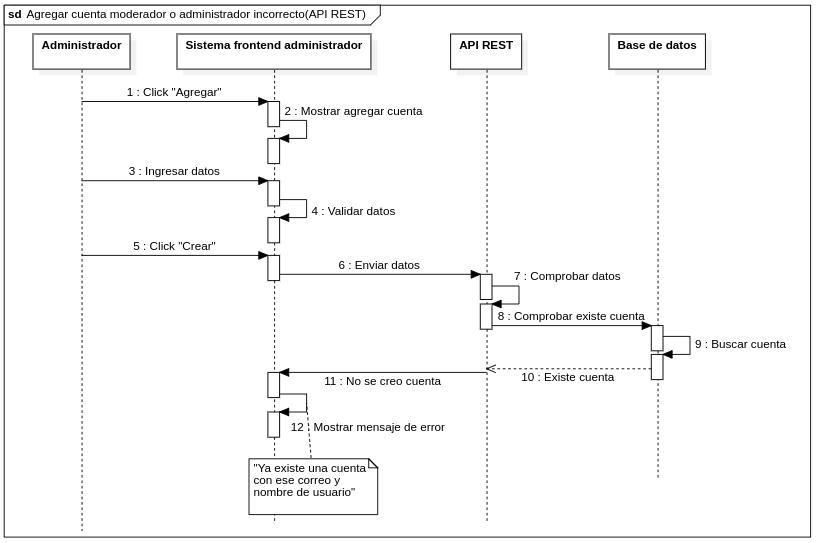 sd Agregar cuenta moderador o administrador incorrecto(API REST)
Administrador
Sistema frontend administrador
API REST
Base de datos
1 : Click "Agregar"
2 : Mostrar agregar cuenta
3 : Ingresar datos
4 : Validar datos
5 : Click "Crear"
6 : Enviar datos
7 : Comprobar datos
8 : Comprobar existe cuenta
9 : Buscar cuenta
10 : Existe cuenta
11 : No se creo cuenta
12 : Mostrar mensaje de error
"Ya existe una cuenta
con ese correo y
nombre de usuario"